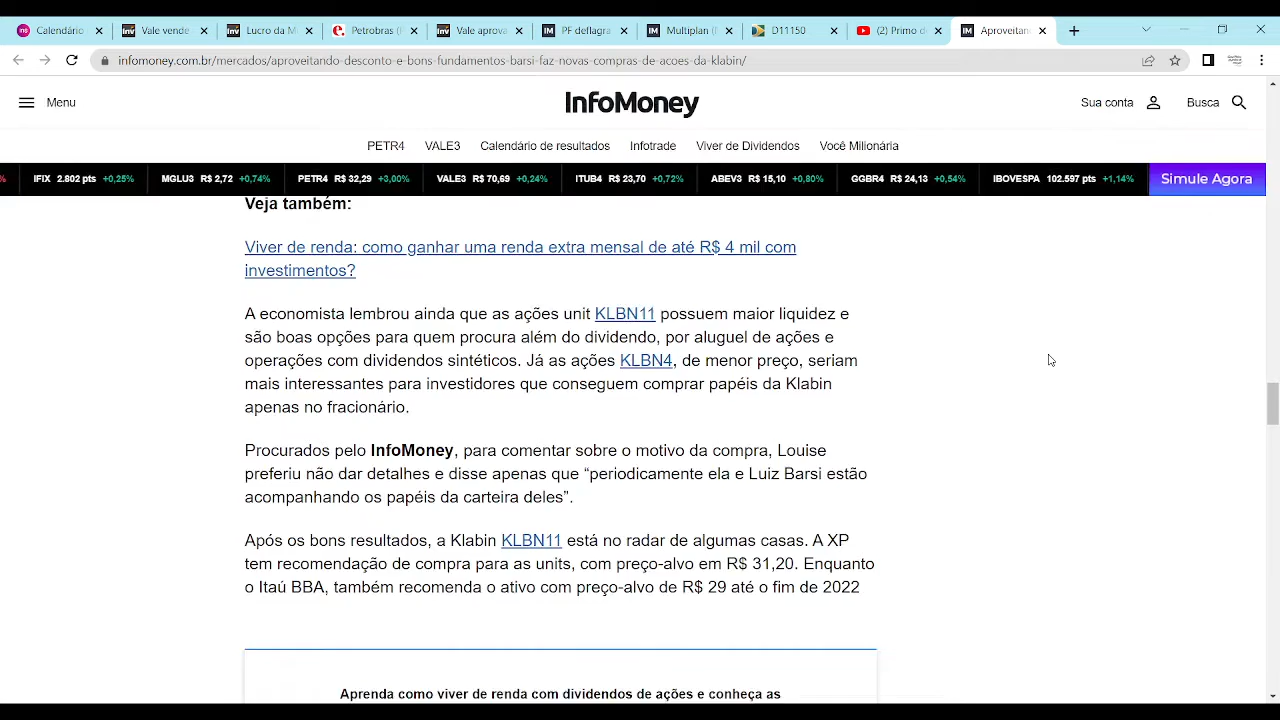 Calendário
Vale vende
Lucro da M
Petrobras (
Vale aprova
PF deflagra
Multiplan (
D11150
(2) Primo d
Aproveitan
infomoney.com.br/mercados/aproveitando-desconto-e-bons-fundamentos-barsi-faz-novas-compras-de-acoes-da-klabin/
Menu
InfoMoney
Sua conta
Busca
PETR4 VALE3 Calendário de resultados Infotrade Viver de Dividendos Você Milionária
% IFIX 2.802 pts +0,25% MGLU3 R$ 2,72 +0,74% PETR4 R$ 32,29 +3,00% VALE3 R$ 70,69 +0,24% ITUB4 R$ 23,70 +0,72% ABEV3 R$ 15,10 +0,80% GGBR4 R$ 24,13 +0,54% IBOVESPA 102.597 pts +1,14% Simule Agora
Veja também:
Viver de renda: como ganhar uma renda extra mensal de até R$ 4 mil com
investimentos?
A economista lembrou ainda que as ações unit KLBN11 possuem maior liquidez e
são boas opções para quem procura além do dividendo, por aluguel de ações e
operações com dividendos sintéticos. Já as ações KLBN4, de menor preço, seriam
mais interessantes para investidores que conseguem comprar papéis da Klabin
apenas no fracionário.
Procurados pelo InfoMoney, para comentar sobre o motivo da compra, Louise
preferiu não dar detalhes e disse apenas que “periodicamente ela e Luiz Barsi estão
acompanhando os papéis da carteira deles”.
Após os bons resultados, a Klabin KLBN11 está no radar de algumas casas. A XP
tem recomendação de compra para as units, com preço-alvo em R$ 31,20. Enquanto
o Itaú BBA, também recomenda o ativo com preço-alvo de R$ 29 até o fim de 2022
Aprenda como viver de renda com dividendos de ações e conheça as